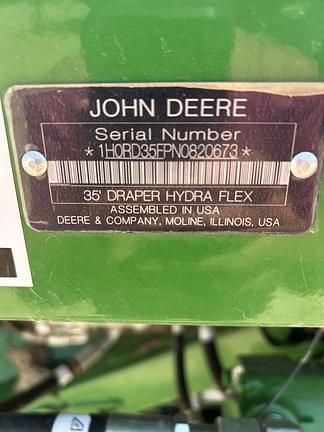 JOHN DEERE
Serial Number
*1H0RD35FPN0820673*
35' DRAPER HYDRA FLEX
ASSEMBLED IN USA
DEERE & COMPANY, MOLINE, ILLINOIS, USA